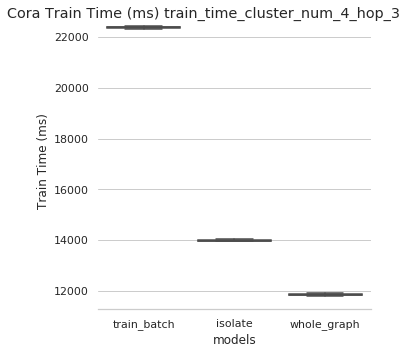 Cora Train Time (ms) train_time_cluster_num_4_hop_3
22000
20000
18000
16000
14000
12000
Train Time (ms)
train_batch isolate whole_graph
models